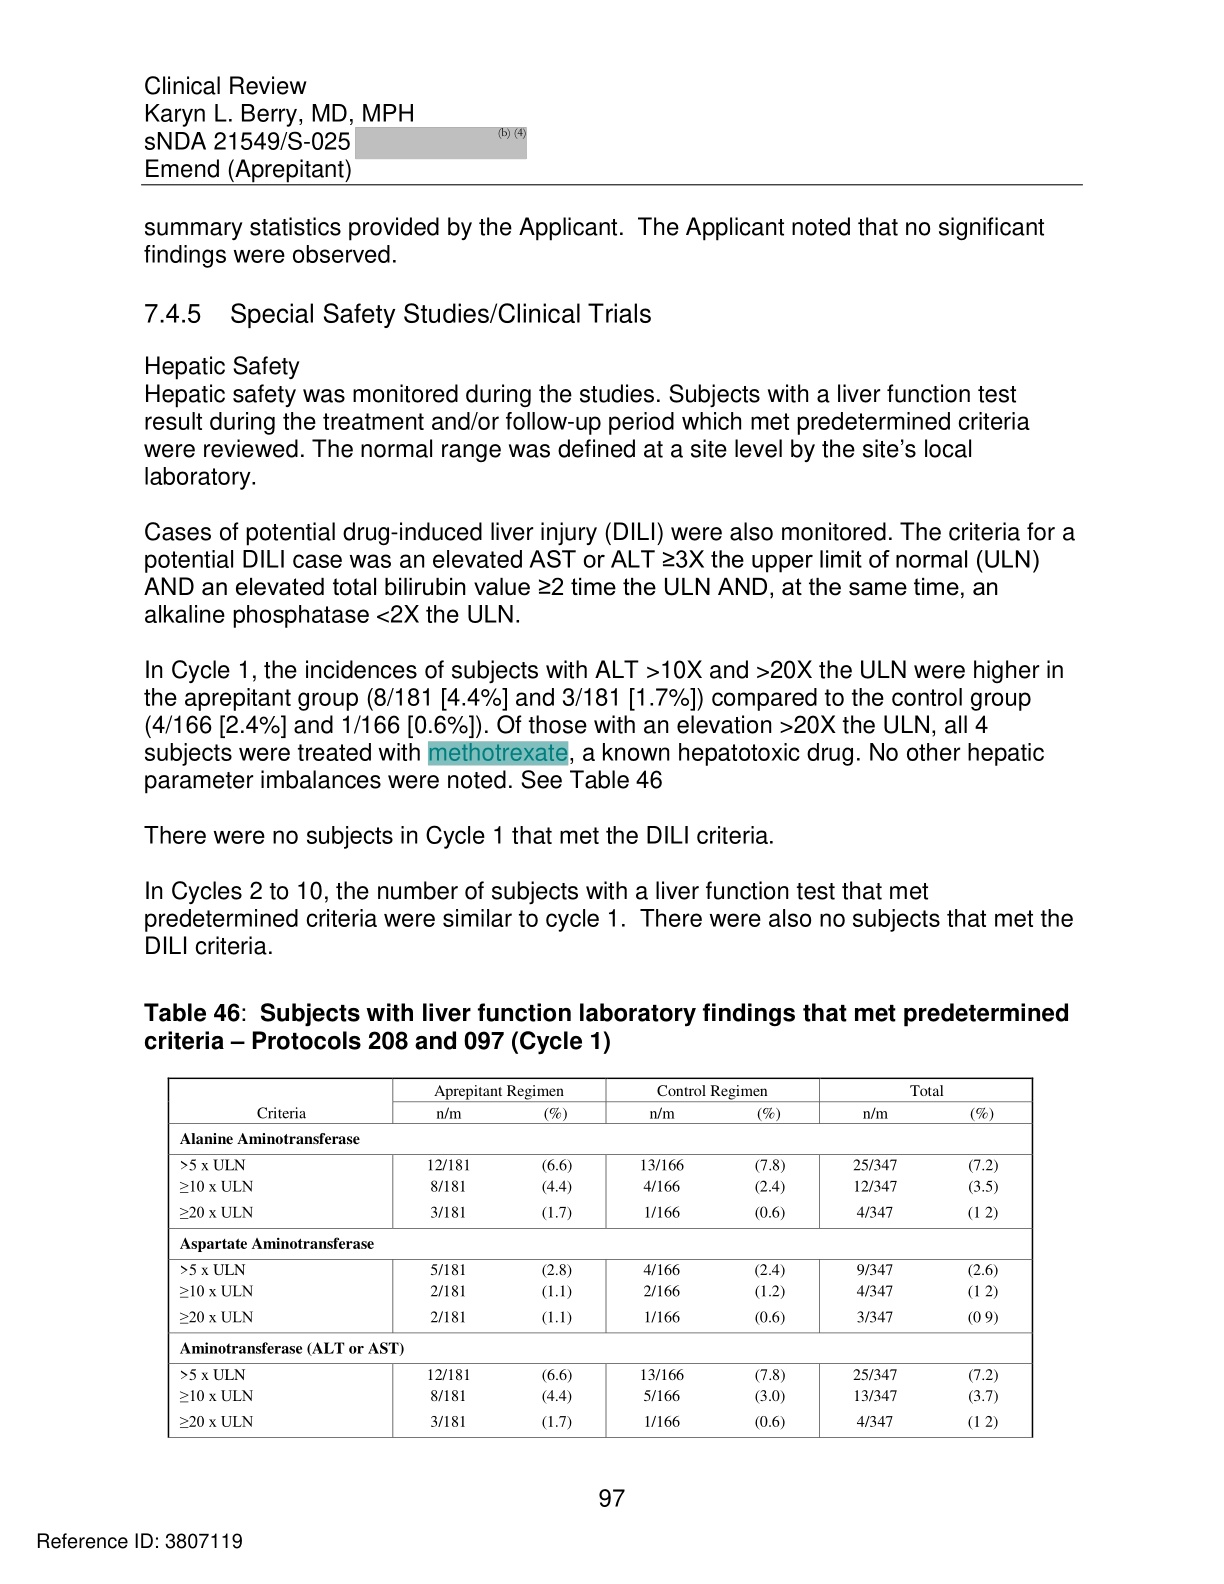 Clinical Review
Karyn L. Berry, MD, MPH
sNDA 21549/S-025 (b) (4)
Emend (Aprepitant)
summary statistics provided by the Applicant. The Applicant noted that no significant
findings were observed.
7.4.5 Special Safety Studies/Clinical Trials
Hepatic Safety
Hepatic safety was monitored during the studies. Subjects with a liver function test
result during the treatment and/or follow-up period which met predetermined criteria
were reviewed. The normal range was defined at a site level by the site’s local
laboratory.
Cases of potential drug-induced liver injury (DILI) were also monitored. The criteria for a
potential DILI case was an elevated AST or ALT ≥3X the upper limit of normal (ULN)
AND an elevated total bilirubin value ≥2 time the ULN AND, at the same time, an
alkaline phosphatase <2X the ULN.
In Cycle 1, the incidences of subjects with ALT >10X and >20X the ULN were higher in
the aprepitant group (8/181 [4.4%] and 3/181 [1.7%]) compared to the control group
(4/166 [2.4%] and 1/166 [0.6%]). Of those with an elevation >20X the ULN, all 4
subjects were treated with methotrexate, a known hepatotoxic drug. No other hepatic
parameter imbalances were noted. See Table 46
There were no subjects in Cycle 1 that met the DILI criteria.
In Cycles 2 to 10, the number of subjects with a liver function test that met
predetermined criteria were similar to cycle 1. There were also no subjects that met the
DILI criteria.
Table 46: Subjects with liver function laboratory findings that met predetermined
criteria – Protocols 208 and 097 (Cycle 1)
Aprepitant Regimen Control Regimen Total
Criteria n/m (%) n/m (%) n/m (%)
Alanine Aminotransferase
>5 x ULN 12/181 (6.6) 13/166 (7.8) 25/347 (7.2)
≥10 x ULN 8/181 (4.4) 4/166 (2.4) 12/347 (3.5)
≥20 x ULN 3/181 (1.7) 1/166 (0.6) 4/347 (1 2)
Aspartate Aminotransferase
>5 x ULN 5/181 (2.8) 4/166 (2.4) 9/347 (2.6)
≥10 x ULN 2/181 (1.1) 2/166 (1.2) 4/347 (1 2)
≥20 x ULN 2/181 (1.1) 1/166 (0.6) 3/347 (0 9)
Aminotransferase (ALT or AST)
>5 x ULN 12/181 (6.6) 13/166 (7.8) 25/347 (7.2)
≥10 x ULN 8/181 (4.4) 5/166 (3.0) 13/347 (3.7)
≥20 x ULN 3/181 (1.7) 1/166 (0.6) 4/347 (1 2)
97
Reference ID: 3807119